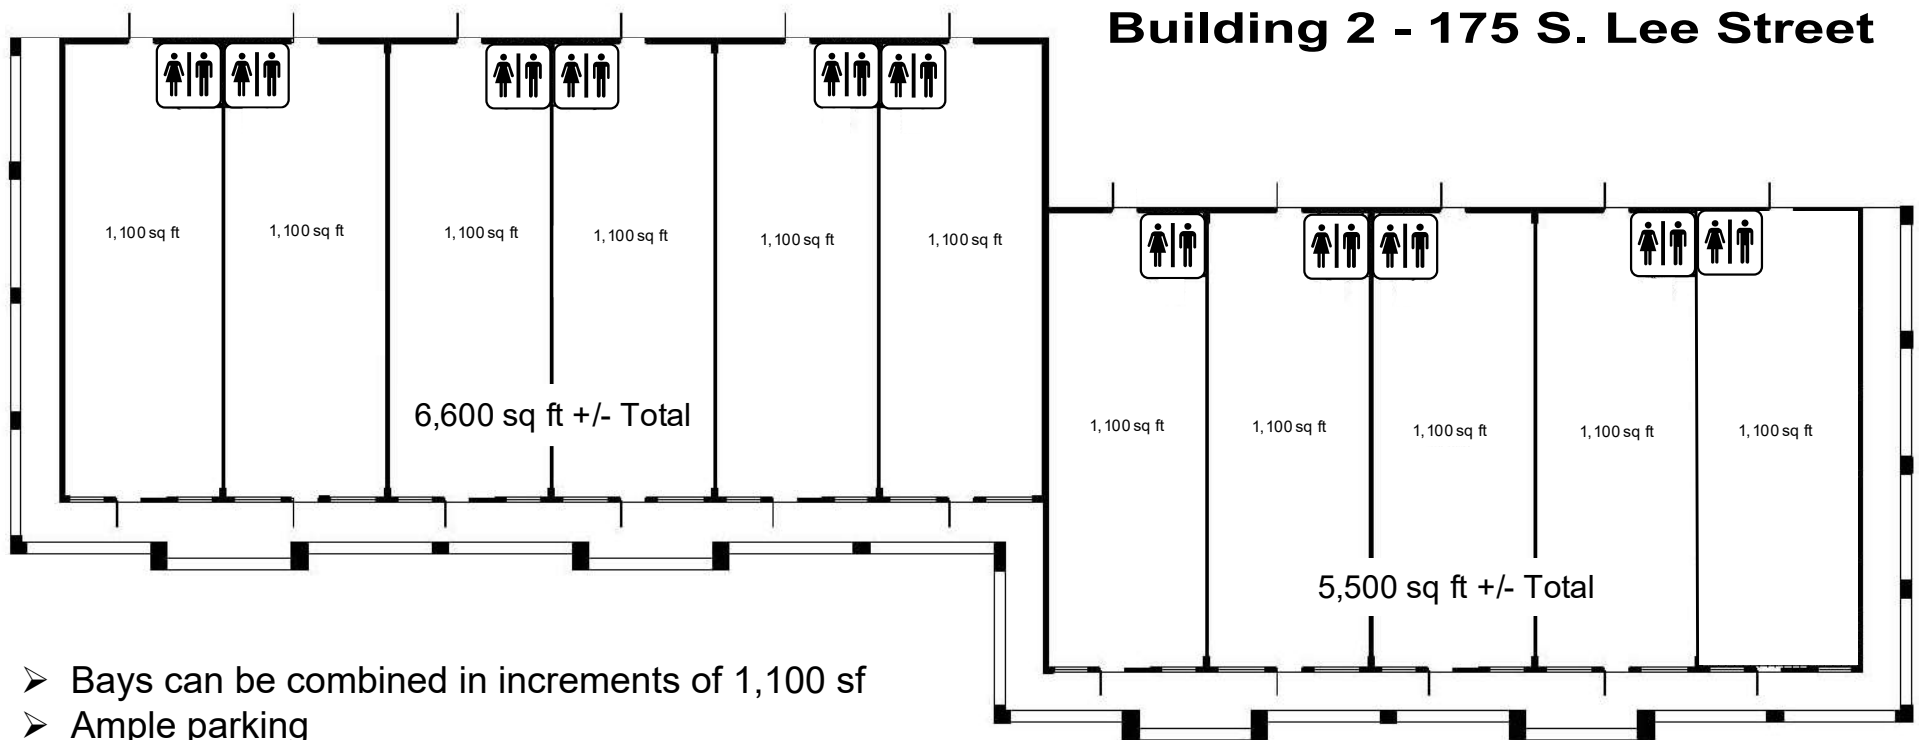 Building 2 - 175 S. Lee Street
1,100 sq ft
1,100 sq ft
1,100 sq ft
1,100 sq ft
1,100 sq ft
1,100 sq ft
6,600 sq ft +/- Total
1,100 sq ft
1,100 sq ft
1,100 sq ft
1,100 sq ft
1,100 sq ft
5,500 sq ft +/- Total
➢ Bays can be combined in increments of 1,100 sf
➢ Ample parking